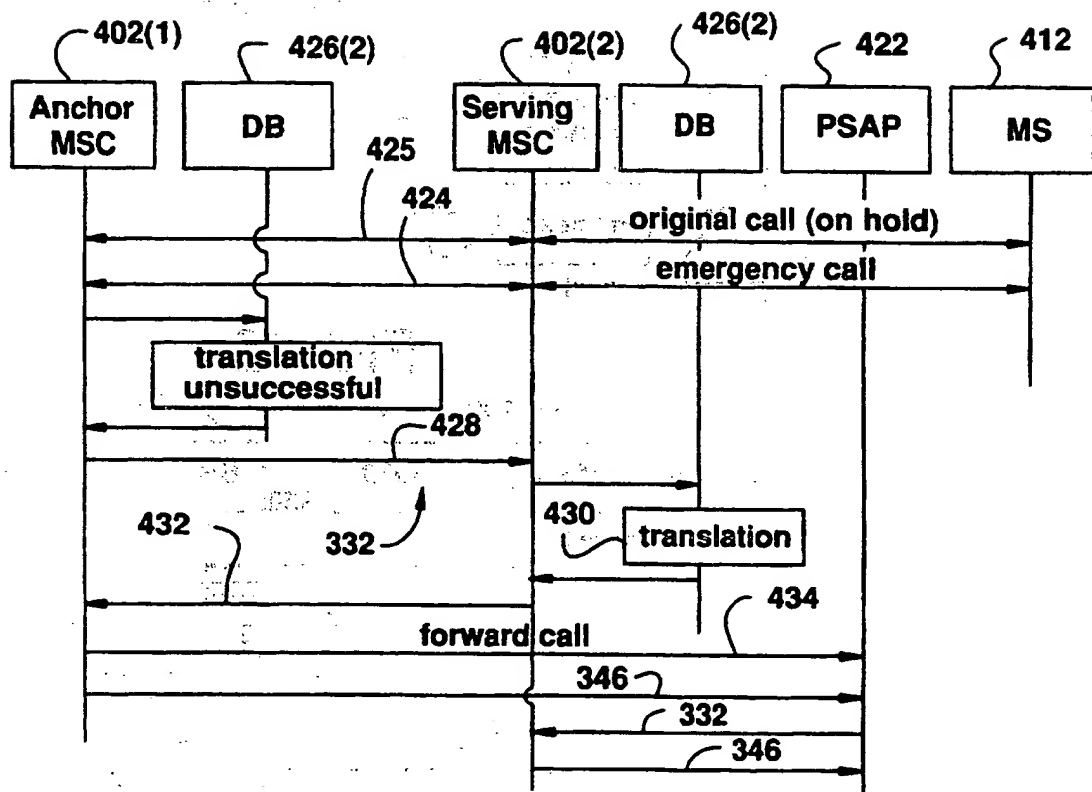 402(1)
426(2)
402(2)
426(2)
422
412
Anchor
MSC
DB
Serving
MSC
DB
PSAP
MS
425
424
original call (on hold)
emergency call
translation
unsuccessful
428
430
translation
432
332
434
forward call
346
332
346